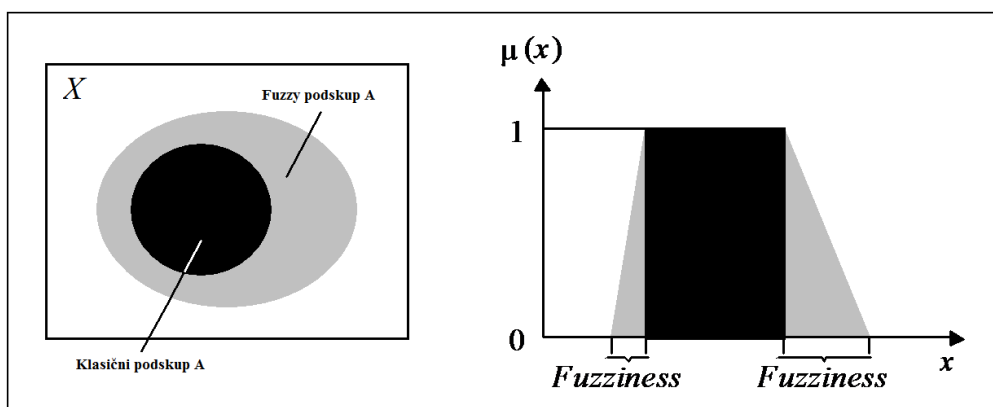 X
Fuzzy podskup A
Klasični podskup A
μ (x)
1
0
x
Fuzziness
Fuzziness